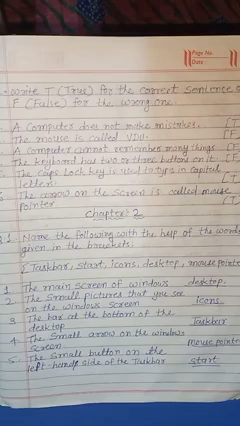 Page No.
Date
- Write T (True) for the correct sentences
F (False) for the wrong one.
A Computer does not make mistakes. [T
The mouse is called VDU. [F
A Computer cannot remember many things [F
The keyboard has two or three buttons on it [F
The Caps Lock key is used to type in capital
letter. [T
The arrow on the Screen is called mouse
pointer [T
Chapter 2
Q1. Name the following with the help of the words
given in the brackets.
[Taskbar, start, icons, desktop, mouse pointe
1 The main screen of windows desktop.
2 The Small pictures that you see
on the windows Screen Icons.
3 The bar at the bottom of the
desktop Taskbar
4. The Small arrow on the windows
Screen mouse pointe
5. The Small button on the
left-hand side of the Taskbar start